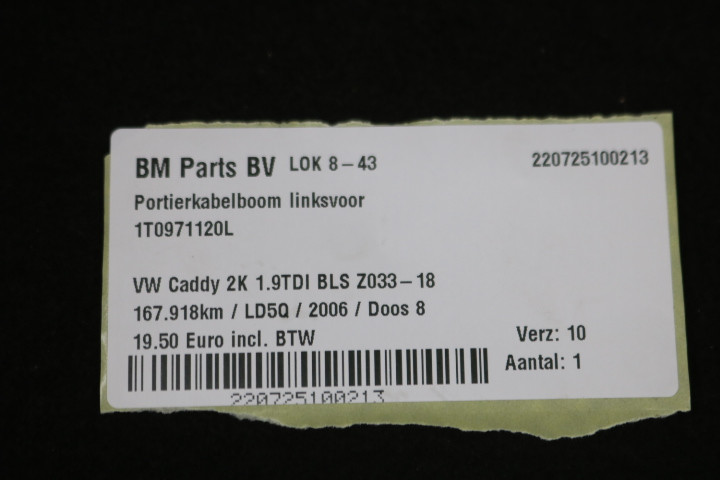 BM Parts BV LOK 8-43 220725100213
Portierkabelboom linksvoor
1T0971120L
VW Caddy 2K 1.9TDI BLS Z033-18
167.918km / LD5Q / 2006 / Doos 8
19.50 Euro incl. BTW Verz: 10
Aantal: 1
220725100213